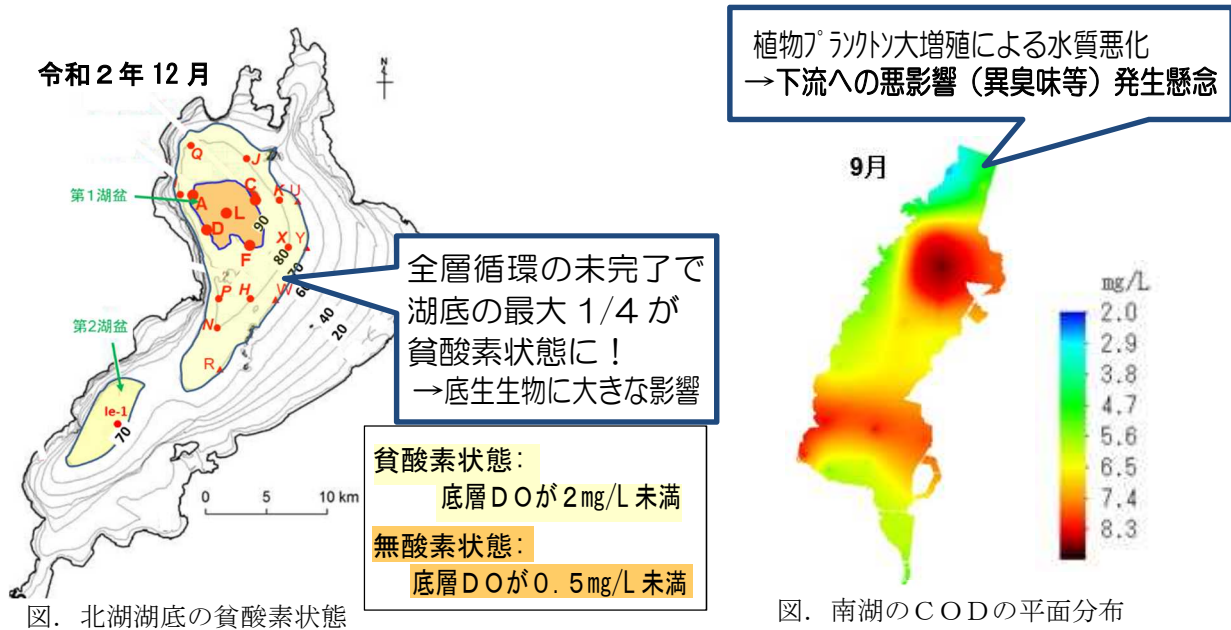 令和２年12月
N
Q
J
第１湖盆
A
C
K
U
L
D
90
F
X
Y
80
70
60
P
H
W
N
40
20
R
第２湖盆
Ie-1
70
0 5 10 km
全層循環の未完了で
湖底の最大 1/4 が
貧酸素状態に！
→底生生物に大きな影響
貧酸素状態：
底層ＤＯが２mg/L 未満
無酸素状態：
底層ＤＯが０．５mg/L 未満
図．北湖湖底の貧酸素状態
植物ﾌﾟﾗﾝｸﾄﾝ大増殖による水質悪化
→下流への悪影響（異臭味等）発生懸念
9月
mg/L
2.0
2.9
3.8
4.7
5.6
6.5
7.4
8.3
図．南湖のＣＯＤの平面分布